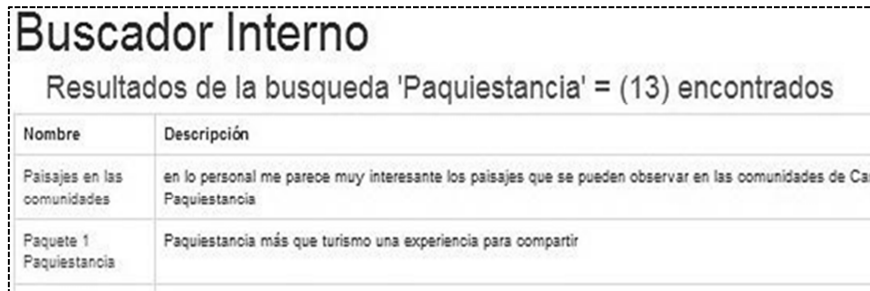 Buscador Interno
Resultados de la busqueda 'Paquiestancia' = (13) encontrados
Nombre Descripción
Paisajes en las comunidades
en lo personal me parece muy interesante los paisajes que se pueden observar en las comunidades de
Paquiestancia
Paquete 1
Paquiestancia
Paquiestancia más que turismo una experiencia para compartir